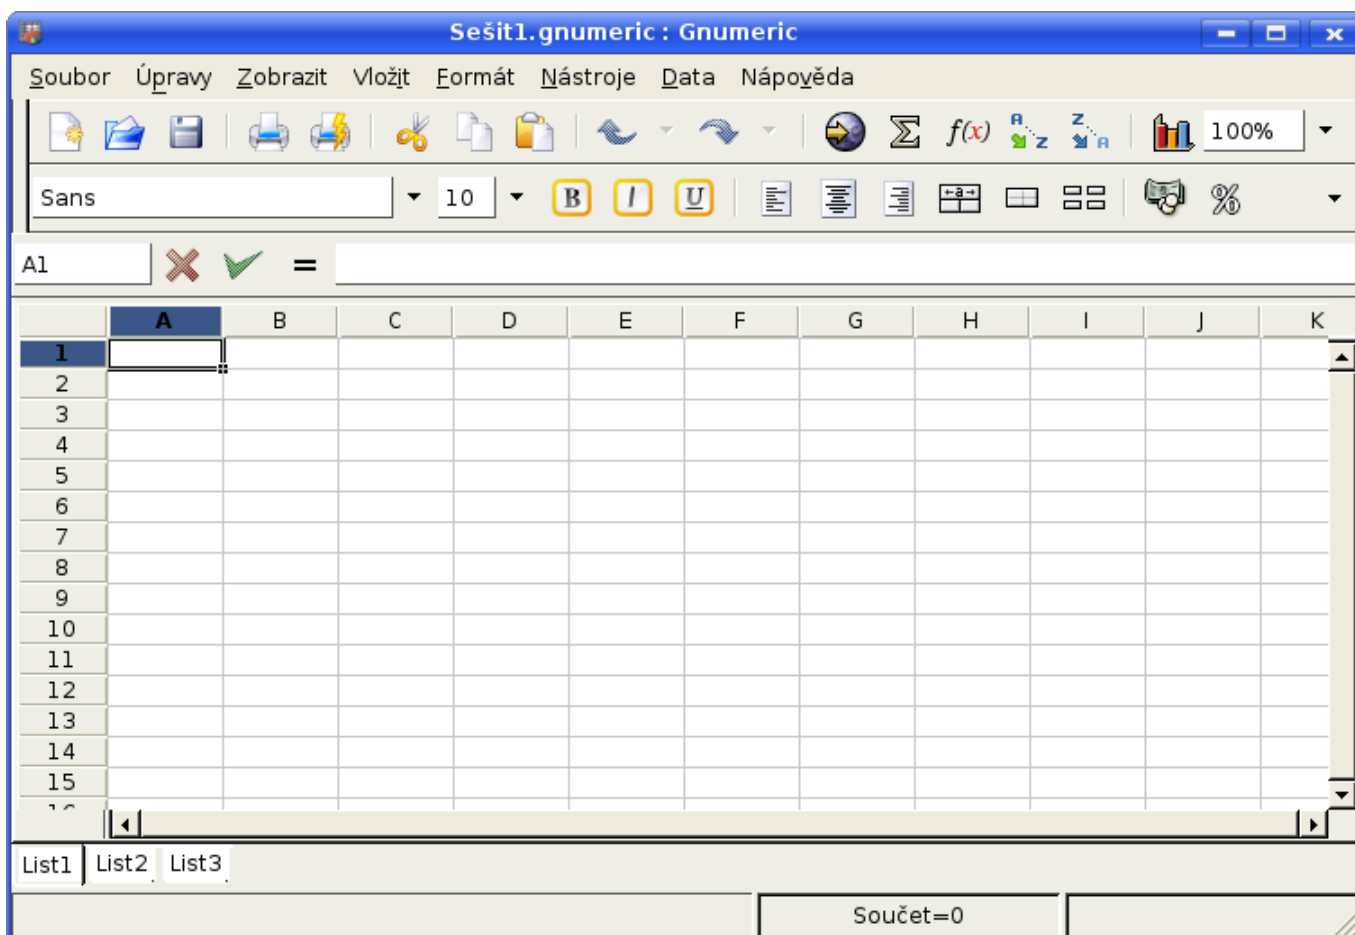 Sešit1.gnumeric : Gnumeric
Soubor Úpravy Zobrazit Vložit Formát Nástroje Data Nápověda
f(x) A Z Z A 100%
Sans 10 B I U a %
A1 =
A B C D E F G H I J K
1
2
3
4
5
6
7
8
9
10
11
12
13
14
15
List1 List2 List3
Součet=0